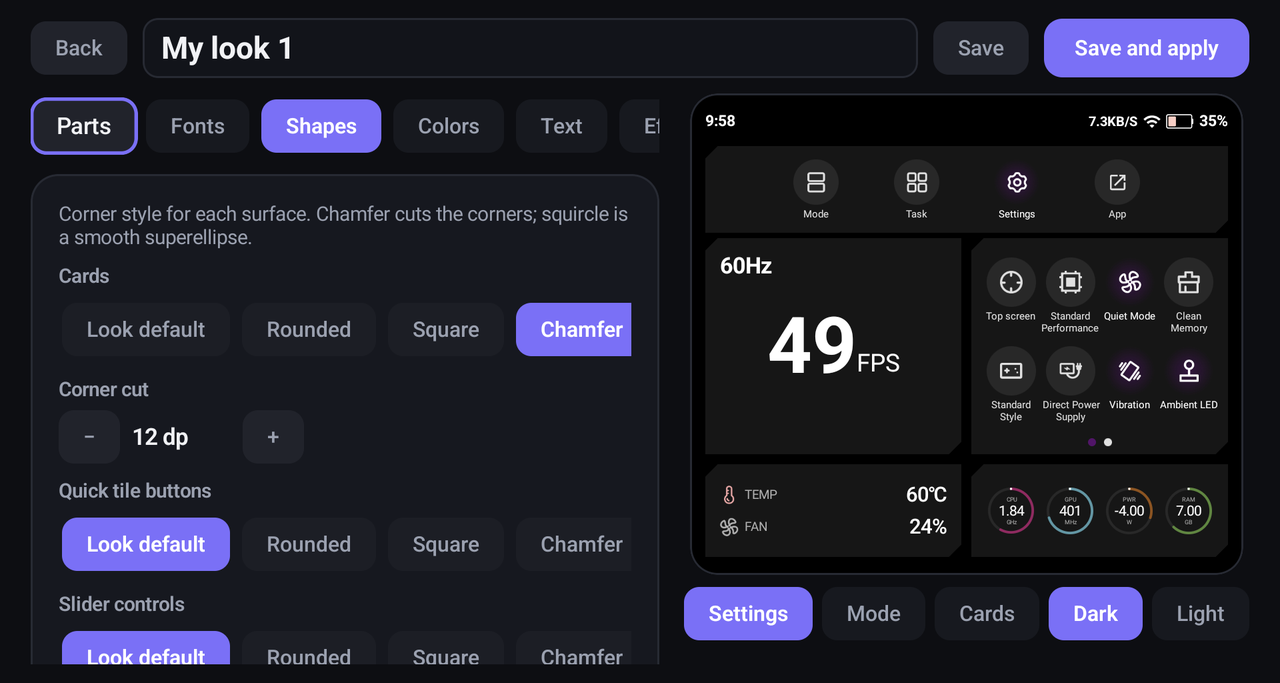 Back
My look 1
Save
Save and apply
Parts
Fonts
Shapes
Colors
Text
Corner style for each surface. Chamfer cuts the corners; squircle is
a smooth superellipse.
Cards
Look default
Rounded
Square
Chamfer
Corner cut
−
12 dp
+
Quick tile buttons
Look default
Rounded
Square
Chamfer
Slider controls
Look default
Rounded
Square
Chamfer
9:58
7.3KB/S
35%
Mode
Task
Settings
App
60Hz
49 FPS
Top screen
Standard
Performance
Quiet Mode
Clean
Memory
Standard
Style
Direct Power
Supply
Vibration
Ambient LED
TEMP
60℃
FAN
24%
CPU
1.84
GHz
GPU
401
MHz
PWR
-4.00
W
RAM
7.00
GB
Settings
Mode
Cards
Dark
Light